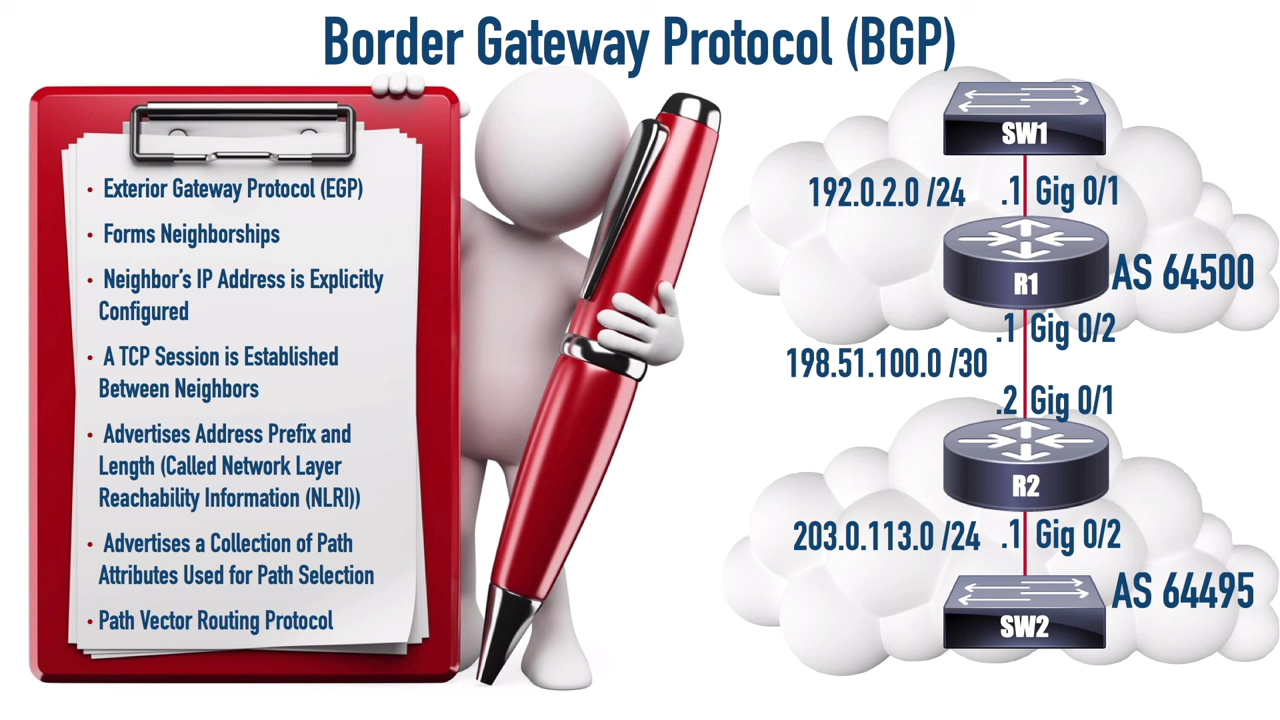 Border Gateway Protocol (BGP)
• Exterior Gateway Protocol (EGP)
• Forms Neighborships
• Neighbor's IP Address is Explicitly
Configured
• A TCP Session is Established
Between Neighbors
• Advertises Address Prefix and
Length (Called Network Layer
Reachability Information (NLRI))
• Advertises a Collection of Path
Attributes Used for Path Selection
• Path Vector Routing Protocol
SW1
192.0.2.0 /24 .1 Gig 0/1
R1 AS 64500
.1 Gig 0/2
198.51.100.0 /30
.2 Gig 0/1
R2
203.0.113.0 /24 .1 Gig 0/2
AS 64495
SW2